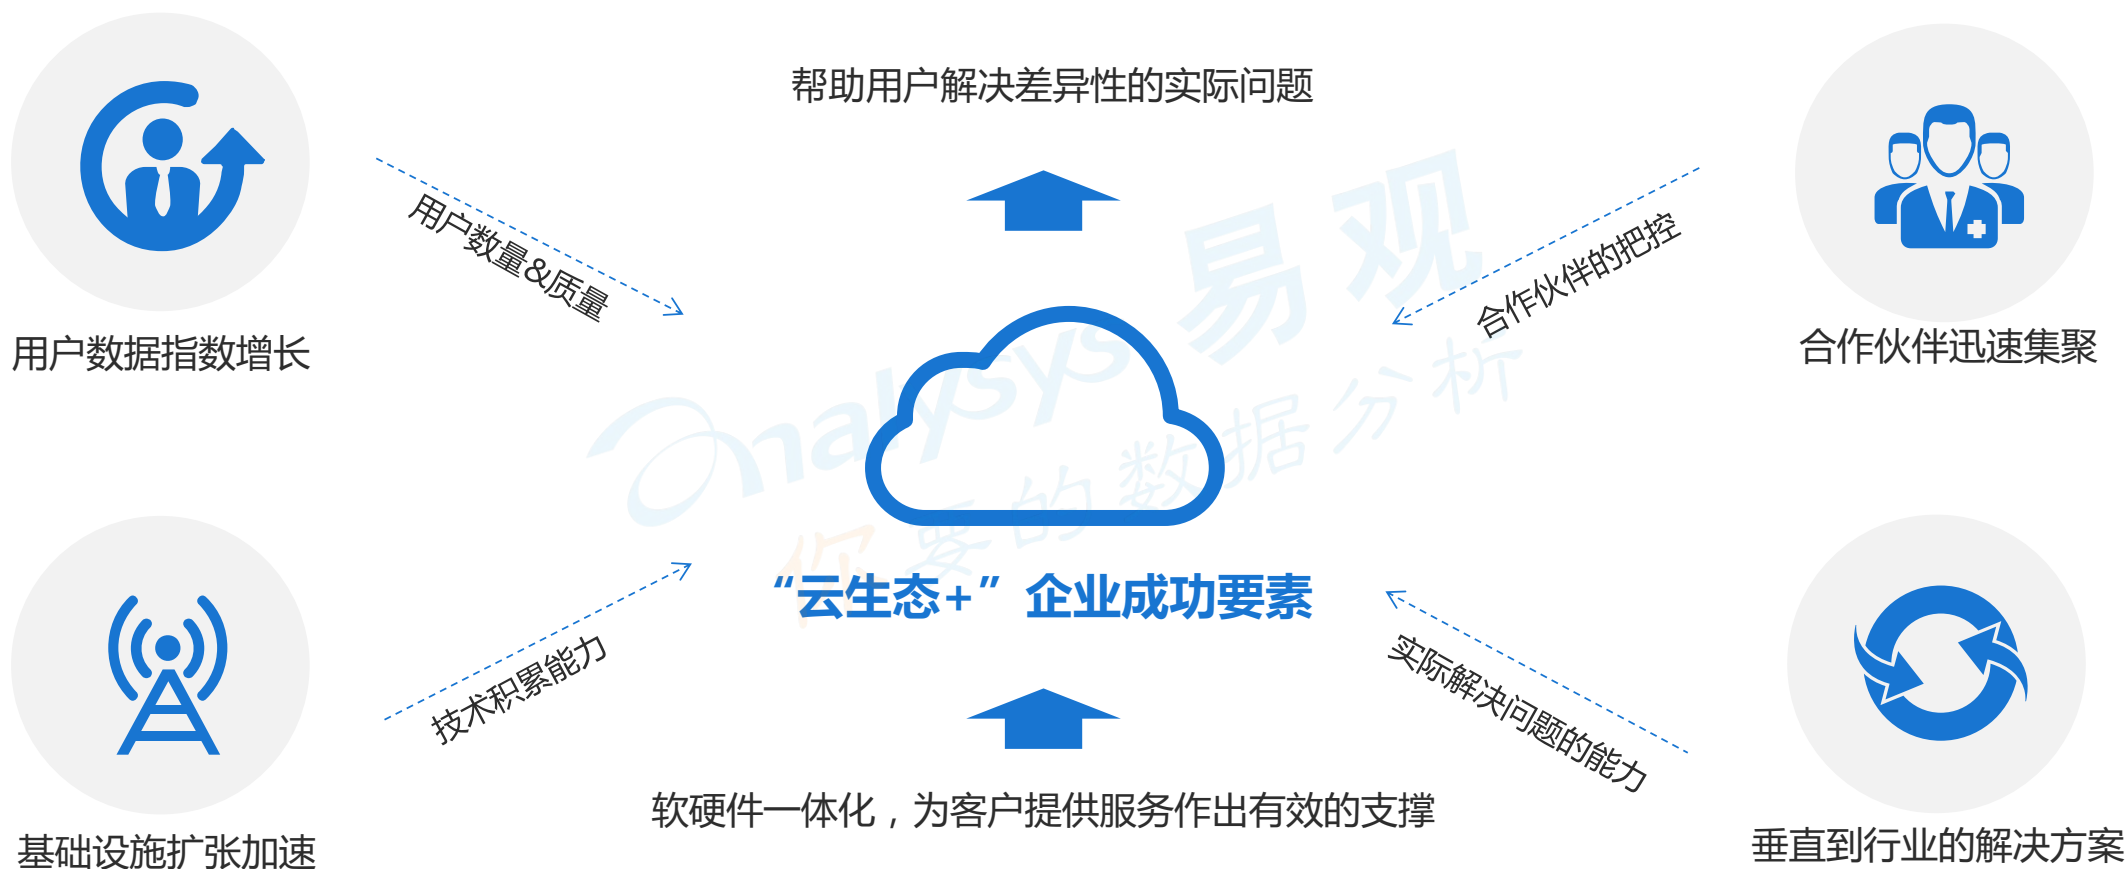 帮助用户解决差异性的实际问题
用户数量&质量
合作伙伴的把控
用户数据指数增长
合作伙伴迅速集聚
analysys 易观
你要的数据分析
“云生态+”企业成功要素
技术积累能力
实际解决问题的能力
软硬件一体化，为客户提供服务作出有效的支撑
基础设施扩张加速
垂直到行业的解决方案